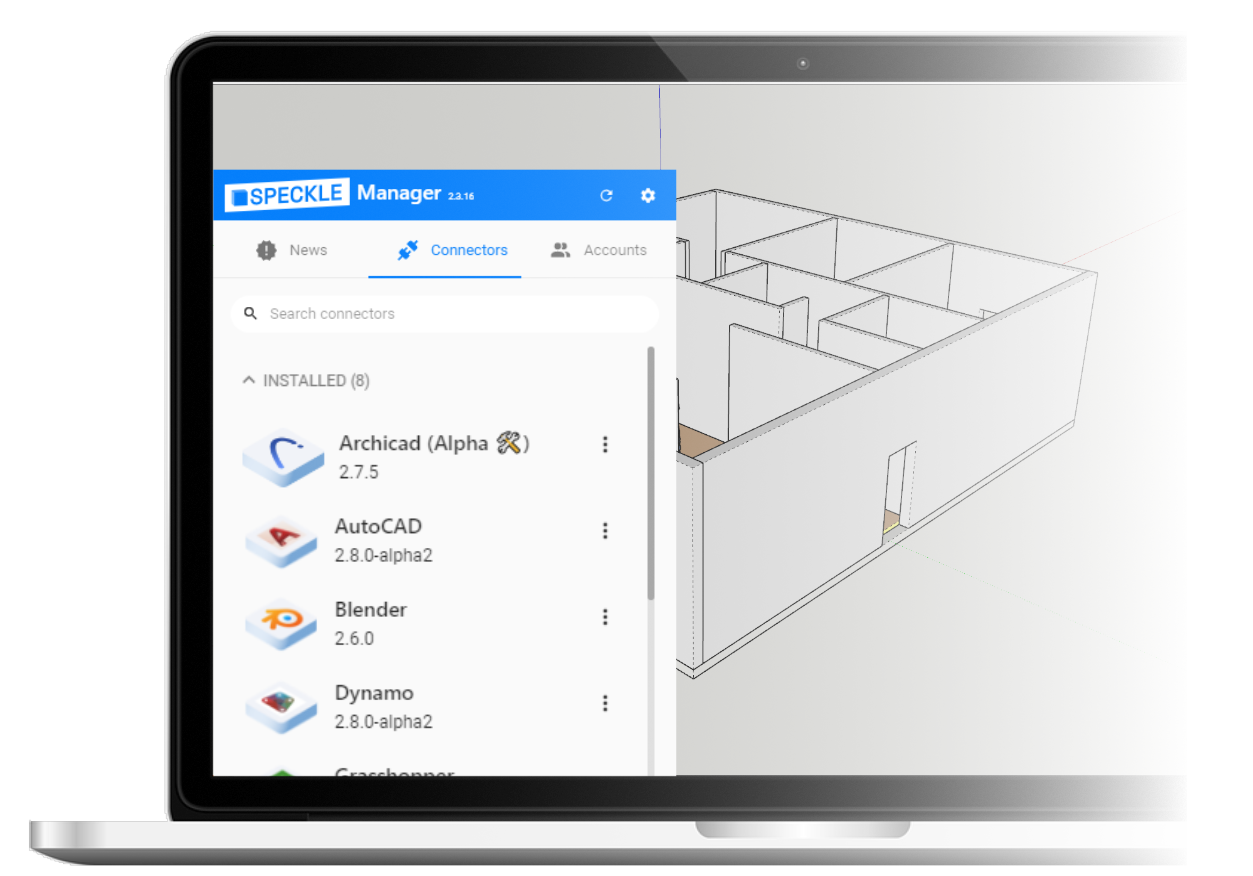 SPECKLE Manager 2.3.16
News Connectors Accounts
Search connectors
INSTALLED (8)
Archicad (Alpha 🛠)
2.7.5
AutoCAD
2.8.0-alpha2
Blender
2.6.0
Dynamo
2.8.0-alpha2
Grasshopper